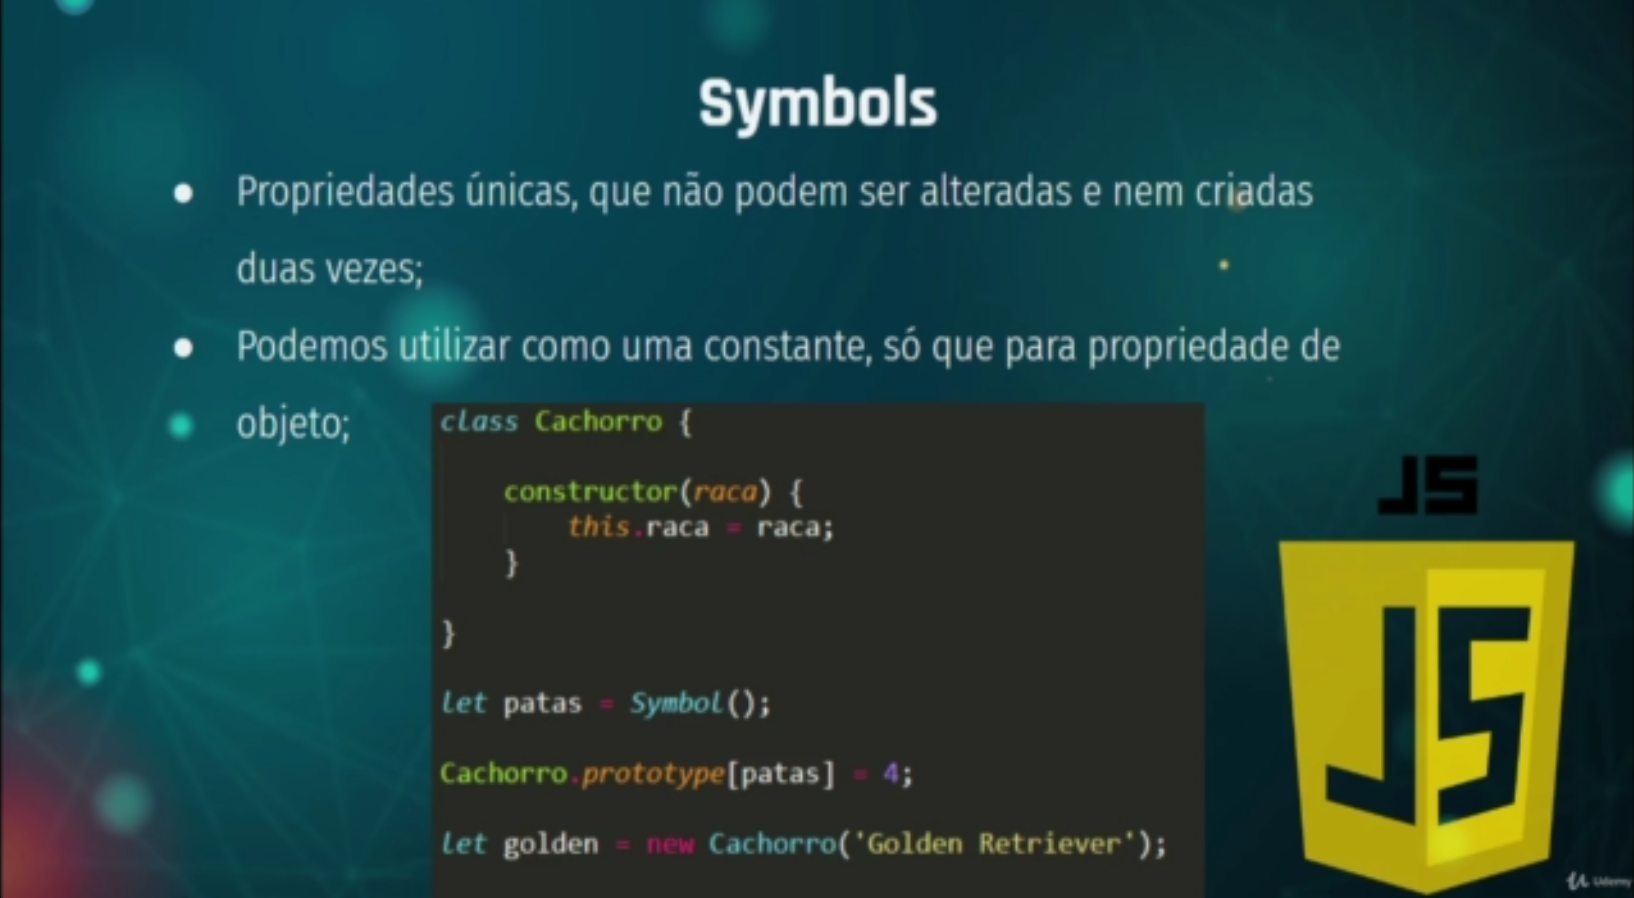 Symbols
Propriedades únicas, que não podem ser alteradas e nem criadas
duas vezes;
Podemos utilizar como uma constante, só que para propriedade de
objeto;
class Cachorro {
constructor(raca) {
this.raca = raca;
}
}
let patas = Symbol();
Cachorro.prototype[patas] = 4;
let golden = new Cachorro('Golden Retriever');
JS
JS
Udemy